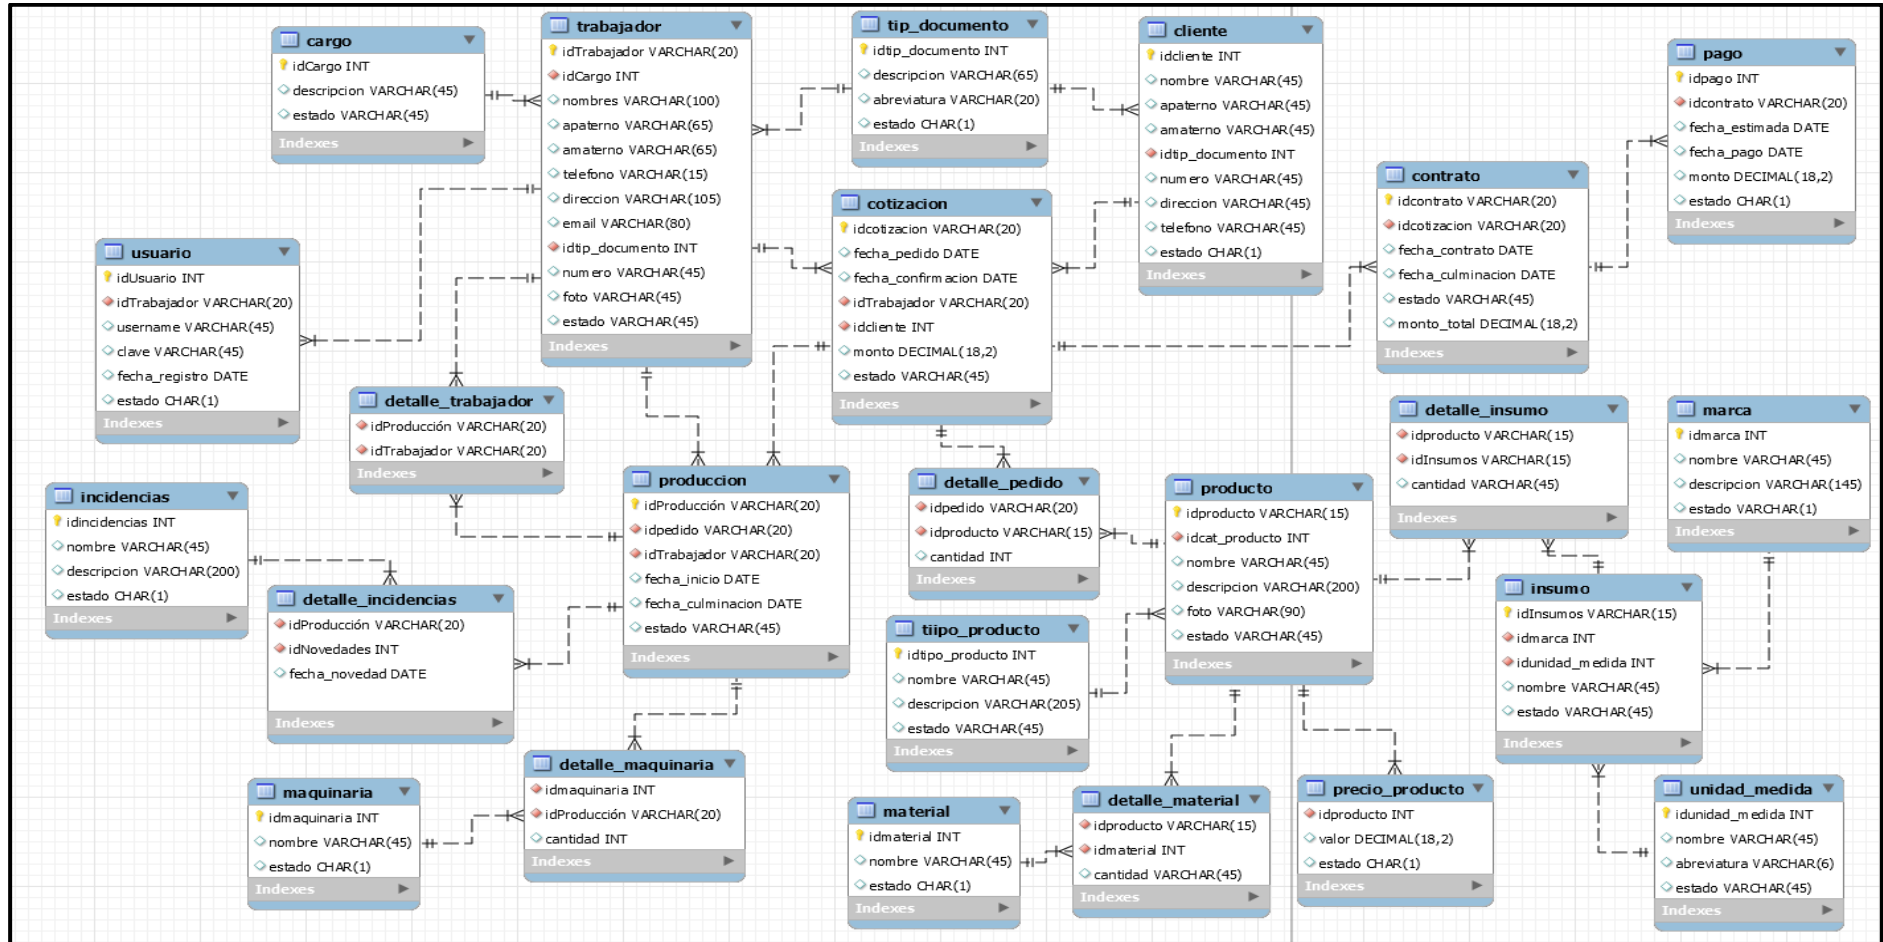 cargo
idCargo INT
descripcion VARCHAR(45)
estado VARCHAR(45)
Indexes
trabajador
idTrabajador VARCHAR(20)
idCargo INT
nombres VARCHAR(100)
apaterno VARCHAR(65)
amaterno VARCHAR(65)
telefono VARCHAR(15)
direccion VARCHAR(105)
email VARCHAR(80)
idtip_documento INT
numero VARCHAR(45)
foto VARCHAR(45)
estado VARCHAR(45)
Indexes
tip_documento
idtip_documento INT
descripcion VARCHAR(65)
abreviatura VARCHAR(20)
estado CHAR(1)
Indexes
cliente
idcliente INT
nombre VARCHAR(45)
apaterno VARCHAR(45)
amaterno VARCHAR(45)
idtip_documento INT
numero VARCHAR(45)
direccion VARCHAR(45)
telefono VARCHAR(45)
estado CHAR(1)
Indexes
pago
idpago INT
idcontrato VARCHAR(20)
fecha_estimada DATE
fecha_pago DATE
monto DECIMAL(18,2)
estado CHAR(1)
Indexes
contrato
idcontrato VARCHAR(20)
idcotizacion VARCHAR(20)
fecha_contrato DATE
fecha_culminacion DATE
estado VARCHAR(45)
monto_total DECIMAL(18,2)
Indexes
cotizacion
idcotizacion VARCHAR(20)
fecha_pedido DATE
fecha_confirmacion DATE
idTrabajador VARCHAR(20)
idcliente INT
monto DECIMAL(18,2)
estado VARCHAR(45)
Indexes
usuario
idUsuario INT
idTrabajador VARCHAR(20)
username VARCHAR(45)
clave VARCHAR(45)
fecha_registro DATE
estado CHAR(1)
Indexes
detalle_trabajador
idProducción VARCHAR(20)
idTrabajador VARCHAR(20)
Indexes
detalle_insumo
idproducto VARCHAR(15)
idInsumos VARCHAR(15)
cantidad VARCHAR(45)
Indexes
marca
idmarca INT
nombre VARCHAR(45)
descripcion VARCHAR(145)
estado VARCHAR(1)
Indexes
incidencias
idincidencias INT
nombre VARCHAR(45)
descripcion VARCHAR(200)
estado CHAR(1)
Indexes
produccion
idProducción VARCHAR(20)
idpedido VARCHAR(20)
idTrabajador VARCHAR(20)
fecha_inicio DATE
fecha_culminacion DATE
estado VARCHAR(45)
Indexes
detalle_pedido
idpedido VARCHAR(20)
idproducto VARCHAR(15)
cantidad INT
Indexes
producto
idproducto VARCHAR(15)
idcat_producto INT
nombre VARCHAR(45)
descripcion VARCHAR(200)
foto VARCHAR(90)
estado VARCHAR(45)
Indexes
detalle_incidencias
idProducción VARCHAR(20)
idNovedades INT
fecha_novedad DATE
Indexes
tiipo_producto
idtipo_producto INT
nombre VARCHAR(45)
descripcion VARCHAR(205)
estado VARCHAR(45)
Indexes
insumo
idInsumos VARCHAR(15)
idmarca INT
idunidad_medida INT
nombre VARCHAR(45)
estado VARCHAR(45)
Indexes
maquinaria
idmaquinaria INT
nombre VARCHAR(45)
estado CHAR(1)
Indexes
detalle_maquinaria
idmaquinaria INT
idProducción VARCHAR(20)
cantidad INT
Indexes
material
idmaterial INT
nombre VARCHAR(45)
estado CHAR(1)
Indexes
detalle_material
idproducto VARCHAR(15)
idmaterial INT
cantidad VARCHAR(45)
Indexes
precio_producto
idproducto INT
valor DECIMAL(18,2)
estado CHAR(1)
Indexes
unidad_medida
idunidad_medida INT
nombre VARCHAR(45)
abreviatura VARCHAR(6)
estado VARCHAR(45)
Indexes